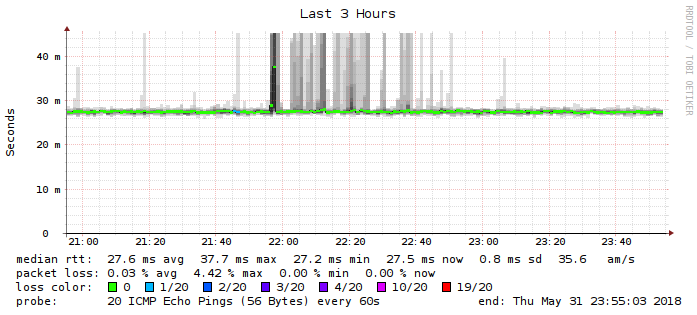 Last 3 Hours
RRDTOOL / TOBI OETIKER
Seconds
40 m
30 m
20 m
10 m
0
21:00 21:20 21:40 22:00 22:20 22:40 23:00 23:20 23:40
median rtt: 27.6 ms avg 37.7 ms max 27.2 ms min 27.5 ms now 0.8 ms sd 35.6 am/s
packet loss: 0.03 % avg 4.42 % max 0.00 % min 0.00 % now
loss color: 0 1/20 2/20 3/20 4/20 10/20 19/20
probe: 20 ICMP Echo Pings (56 Bytes) every 60s end: Thu May 31 23:55:03 2018